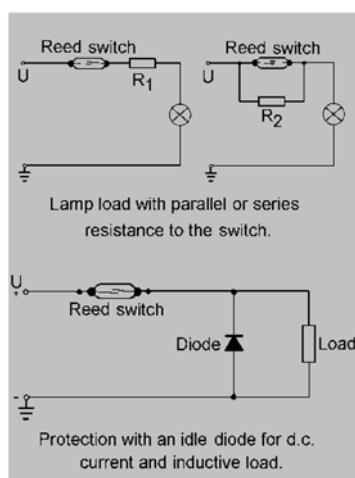 Reed switch
U
R1
Reed switch
U
R2
Lamp load with parallel or series
resistance to the switch.
U
+
Reed switch
Diode
Load
-
Protection with an idle diode for d.c.
current and inductive load.